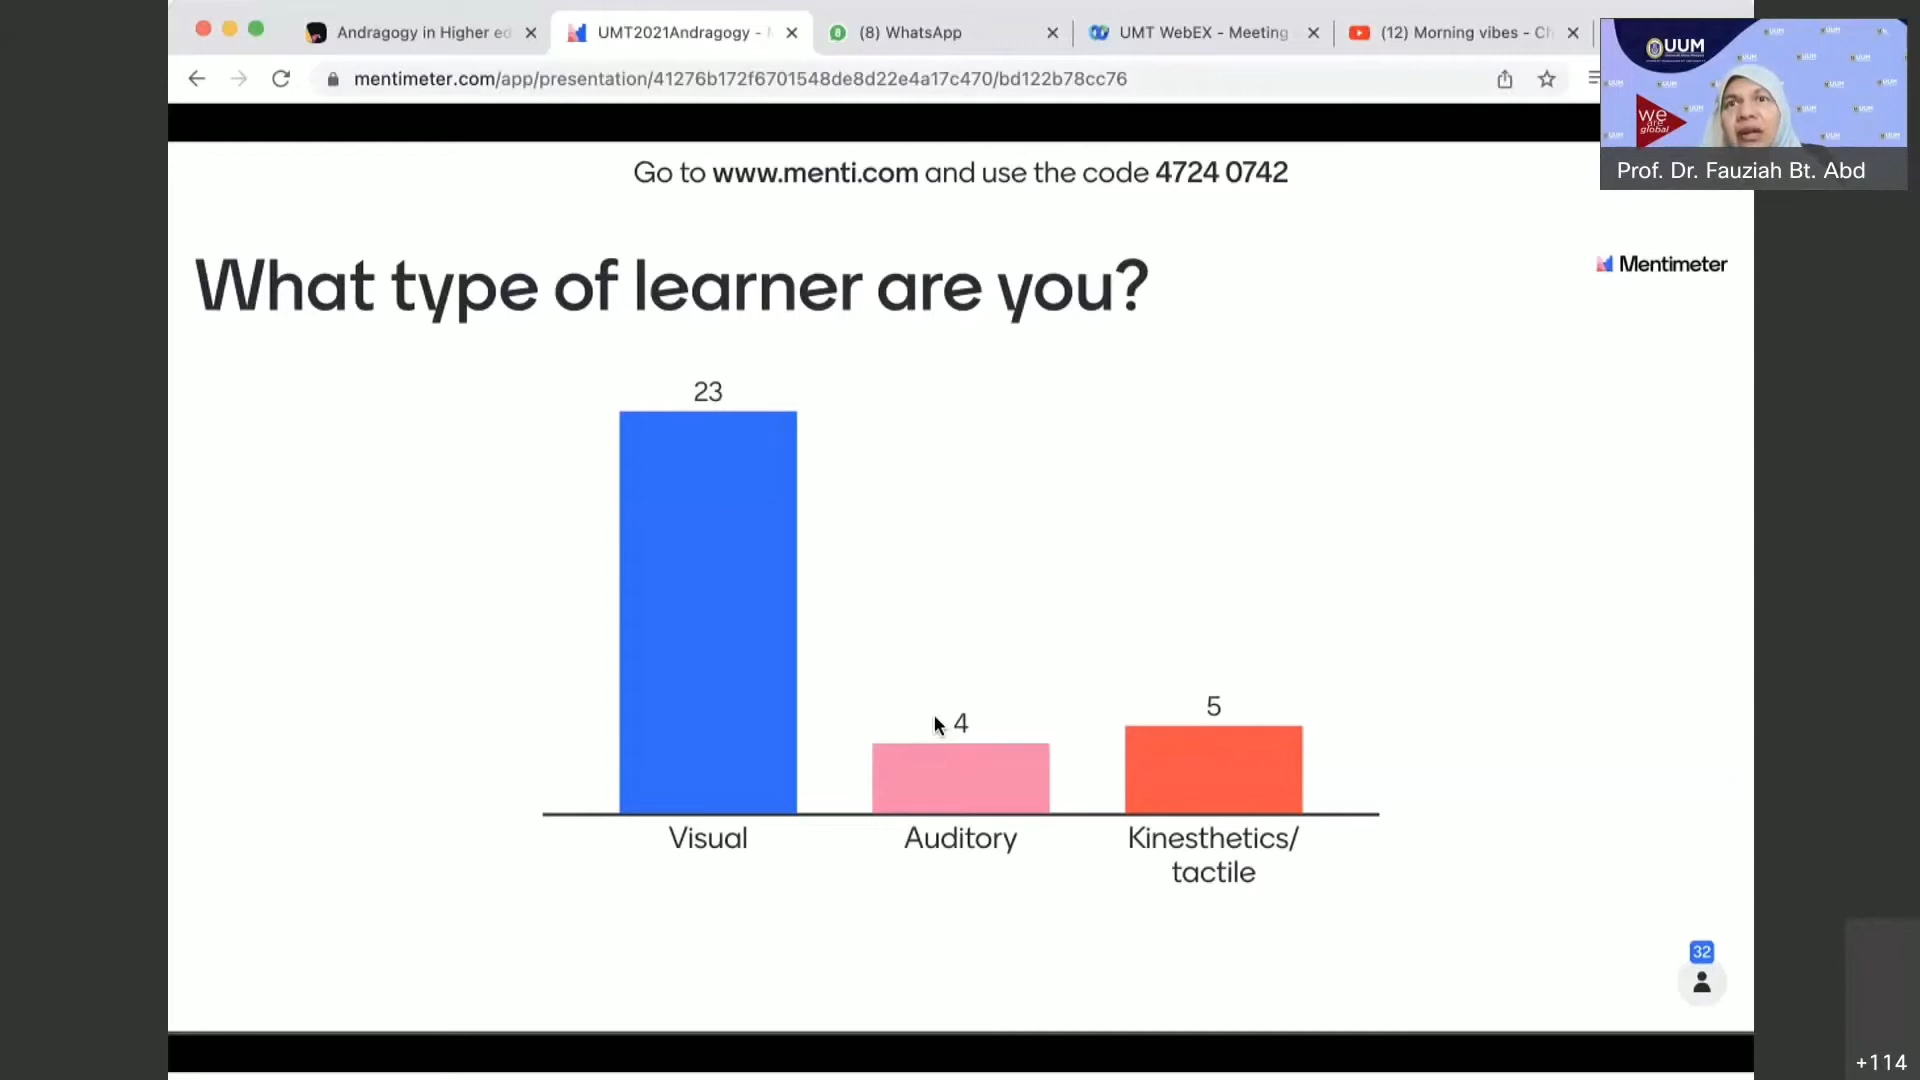 Andragogy in Higher ed
UMT2021Andragogy -
(8) WhatsApp
UMT WebEX - Meeting
(12) Morning vibes - Ch
mentimeter.com/app/presentation/41276b172f6701548de8d22e4a17c470/bd122b78cc76
UUM
we
are
global
Prof. Dr. Fauziah Bt. Abd
Go to www.menti.com and use the code 4724 0742
Mentimeter
What type of learner are you?
23
4
5
Visual
Auditory
Kinesthetics/
tactile
32
+114